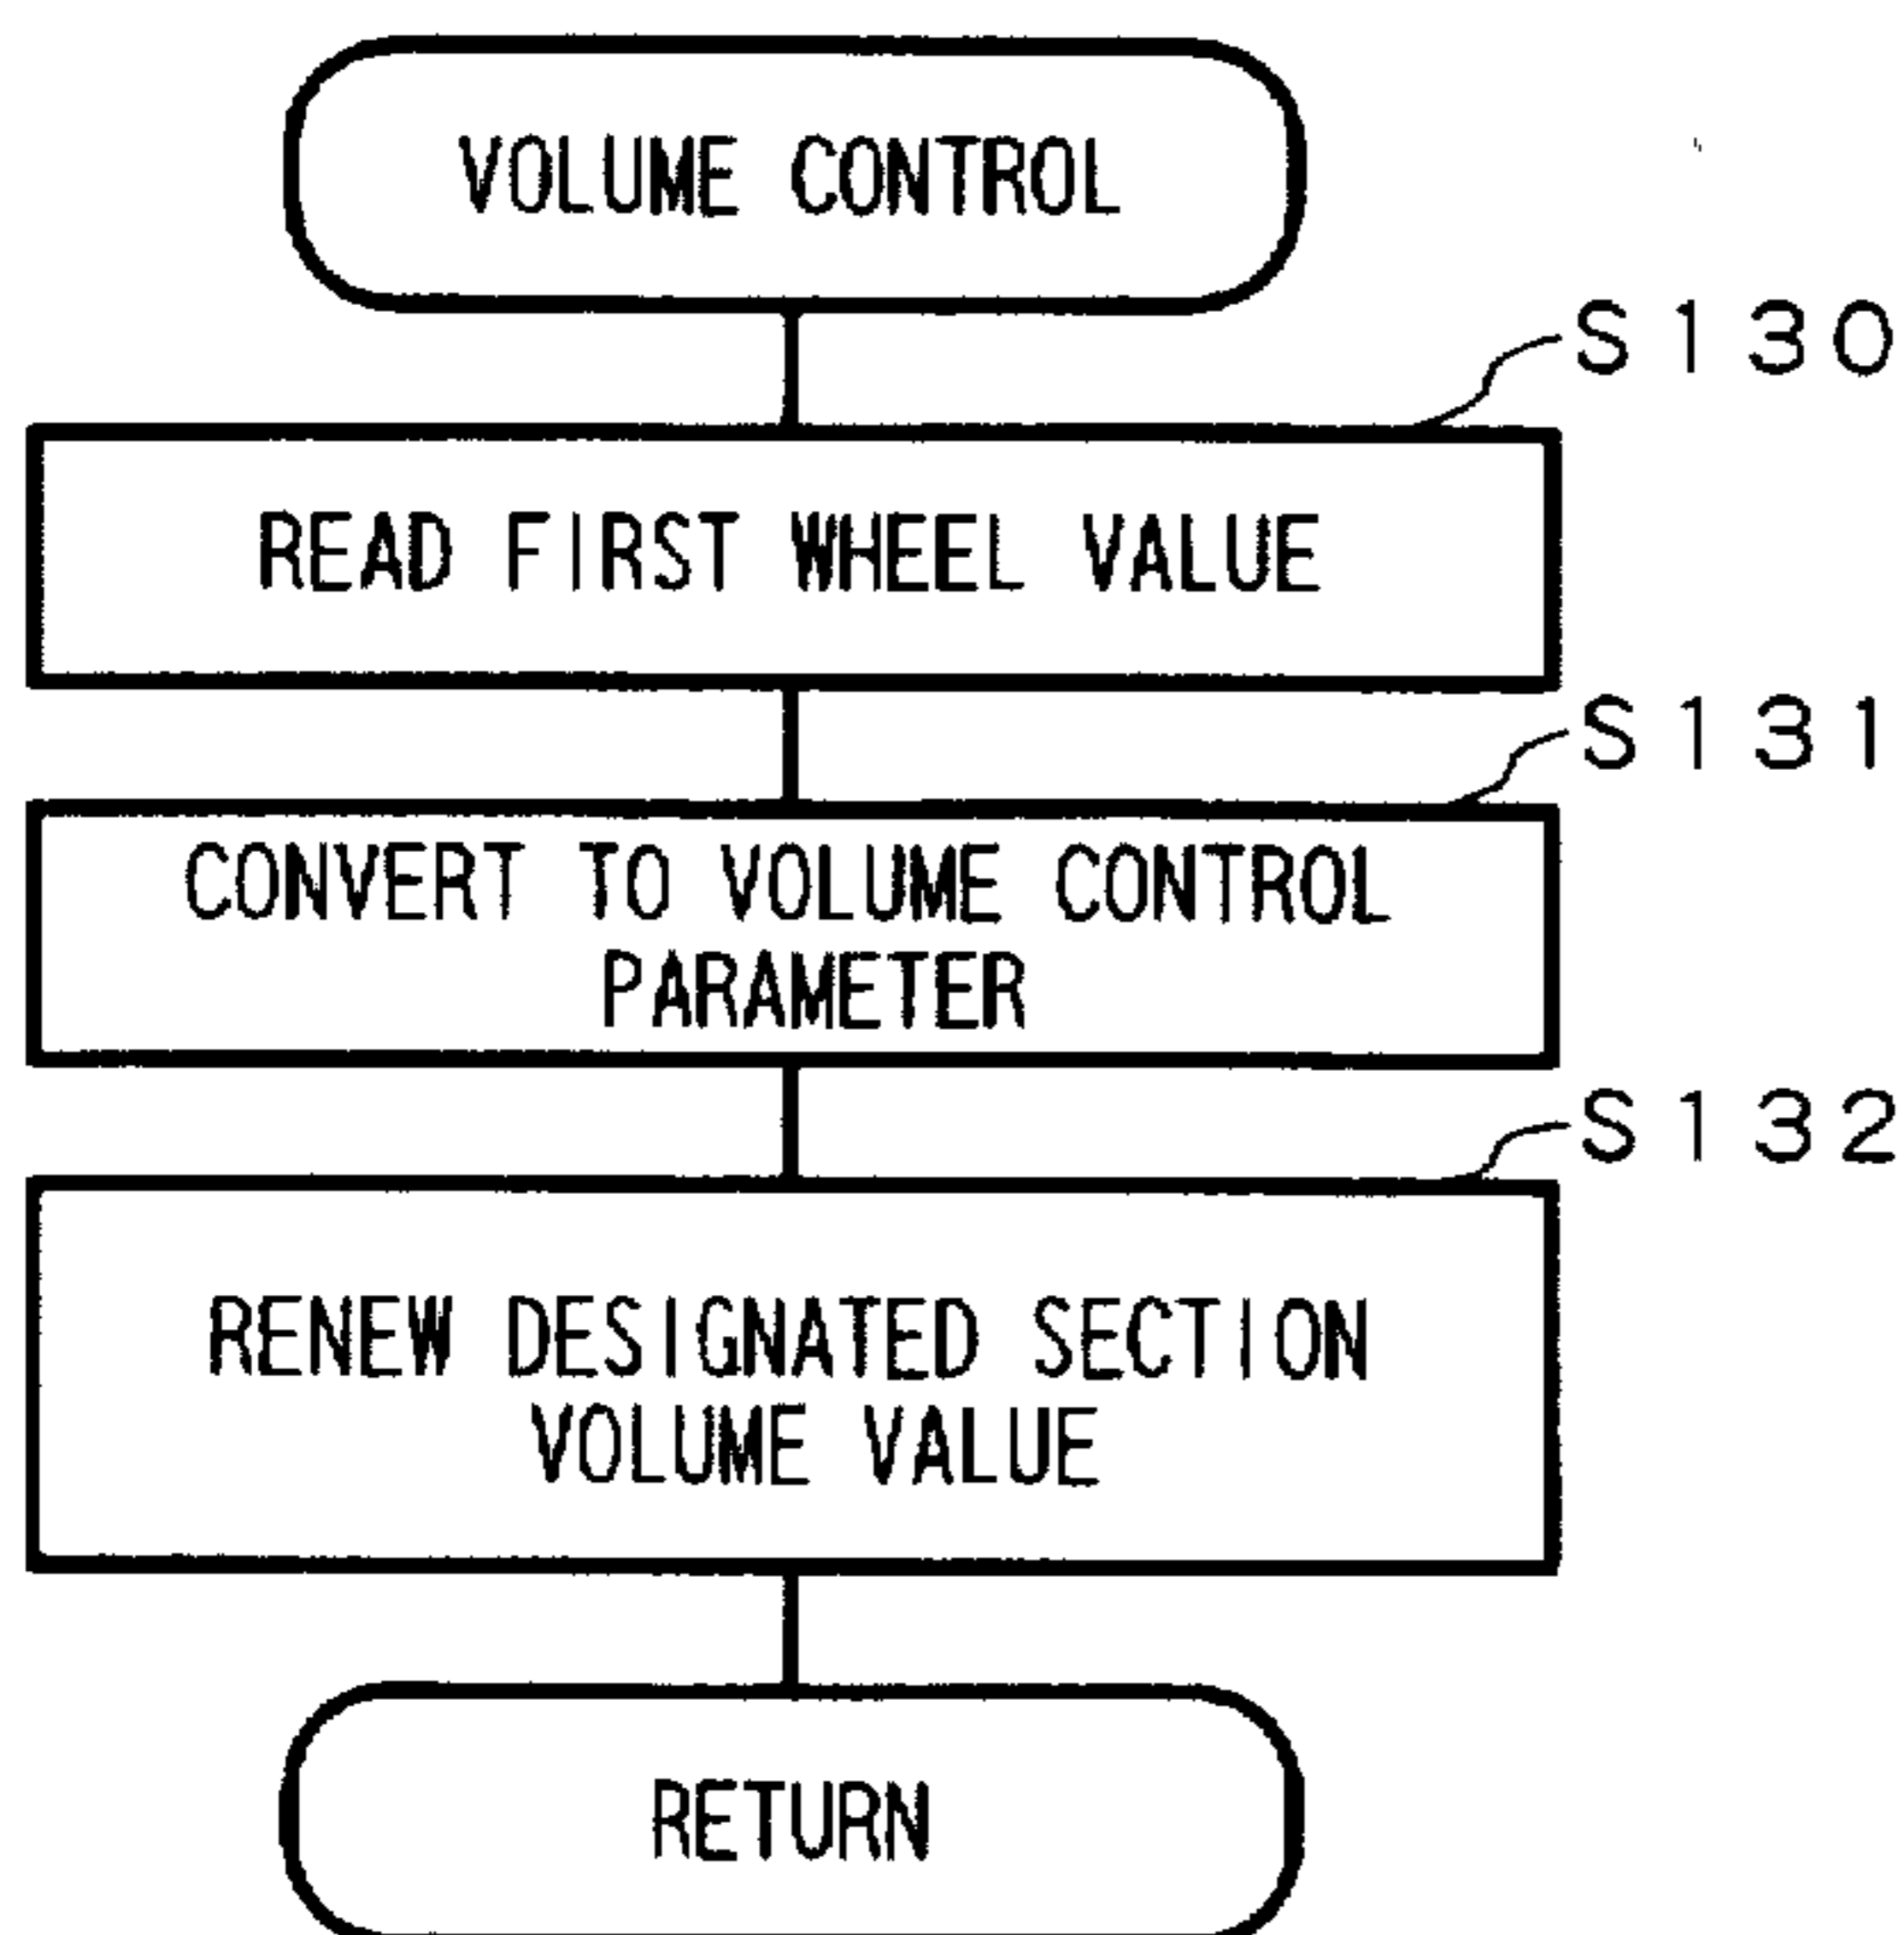 VOLUME CONTROL
S130
READ FIRST WHEEL VALUE
S131
CONVERT TO VOLUME CONTROL
PARAMETER
S132
RENEW DESIGNATED SECTION
VOLUME VALUE
RETURN